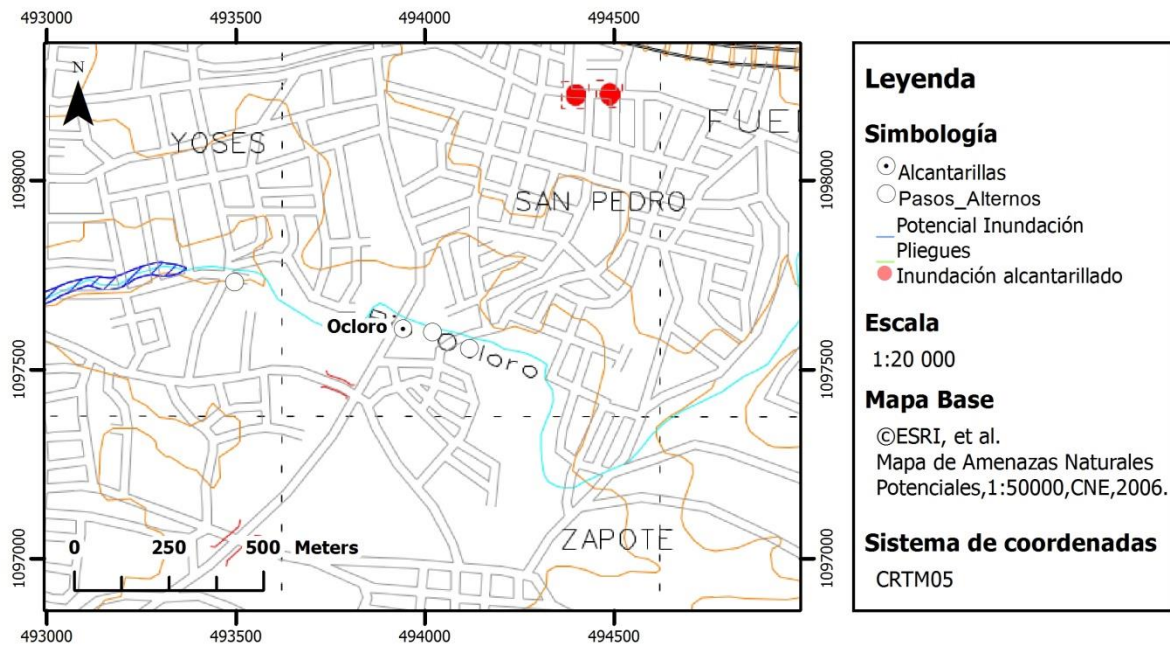 493000 493500 494000 494500
N
YOSES
FUE
1098000 1098000
SAN PEDRO
Ocloro
Ocloro
1097500 1097500
ZAPOTE
0 250 500 Meters
1097000 1097000
493000 493500 494000 494500
Leyenda
Simbología
Alcantarillas
Pasos_Alternos
Potencial Inundación
Pliegues
Inundación alcantarillado
Escala
1:20 000
Mapa Base
©ESRI, et al.
Mapa de Amenazas Naturales
Potenciales,1:50000,CNE,2006.
Sistema de coordenadas
CRTM05